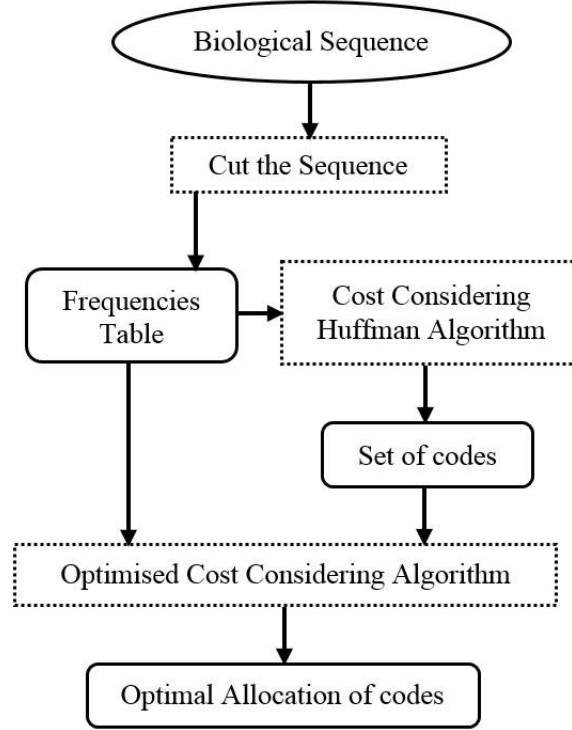 Biological Sequence
Cut the Sequence
Frequencies
Table
Cost Considering
Huffman Algorithm
Set of codes
Optimised Cost Considering Algorithm
Optimal Allocation of codes